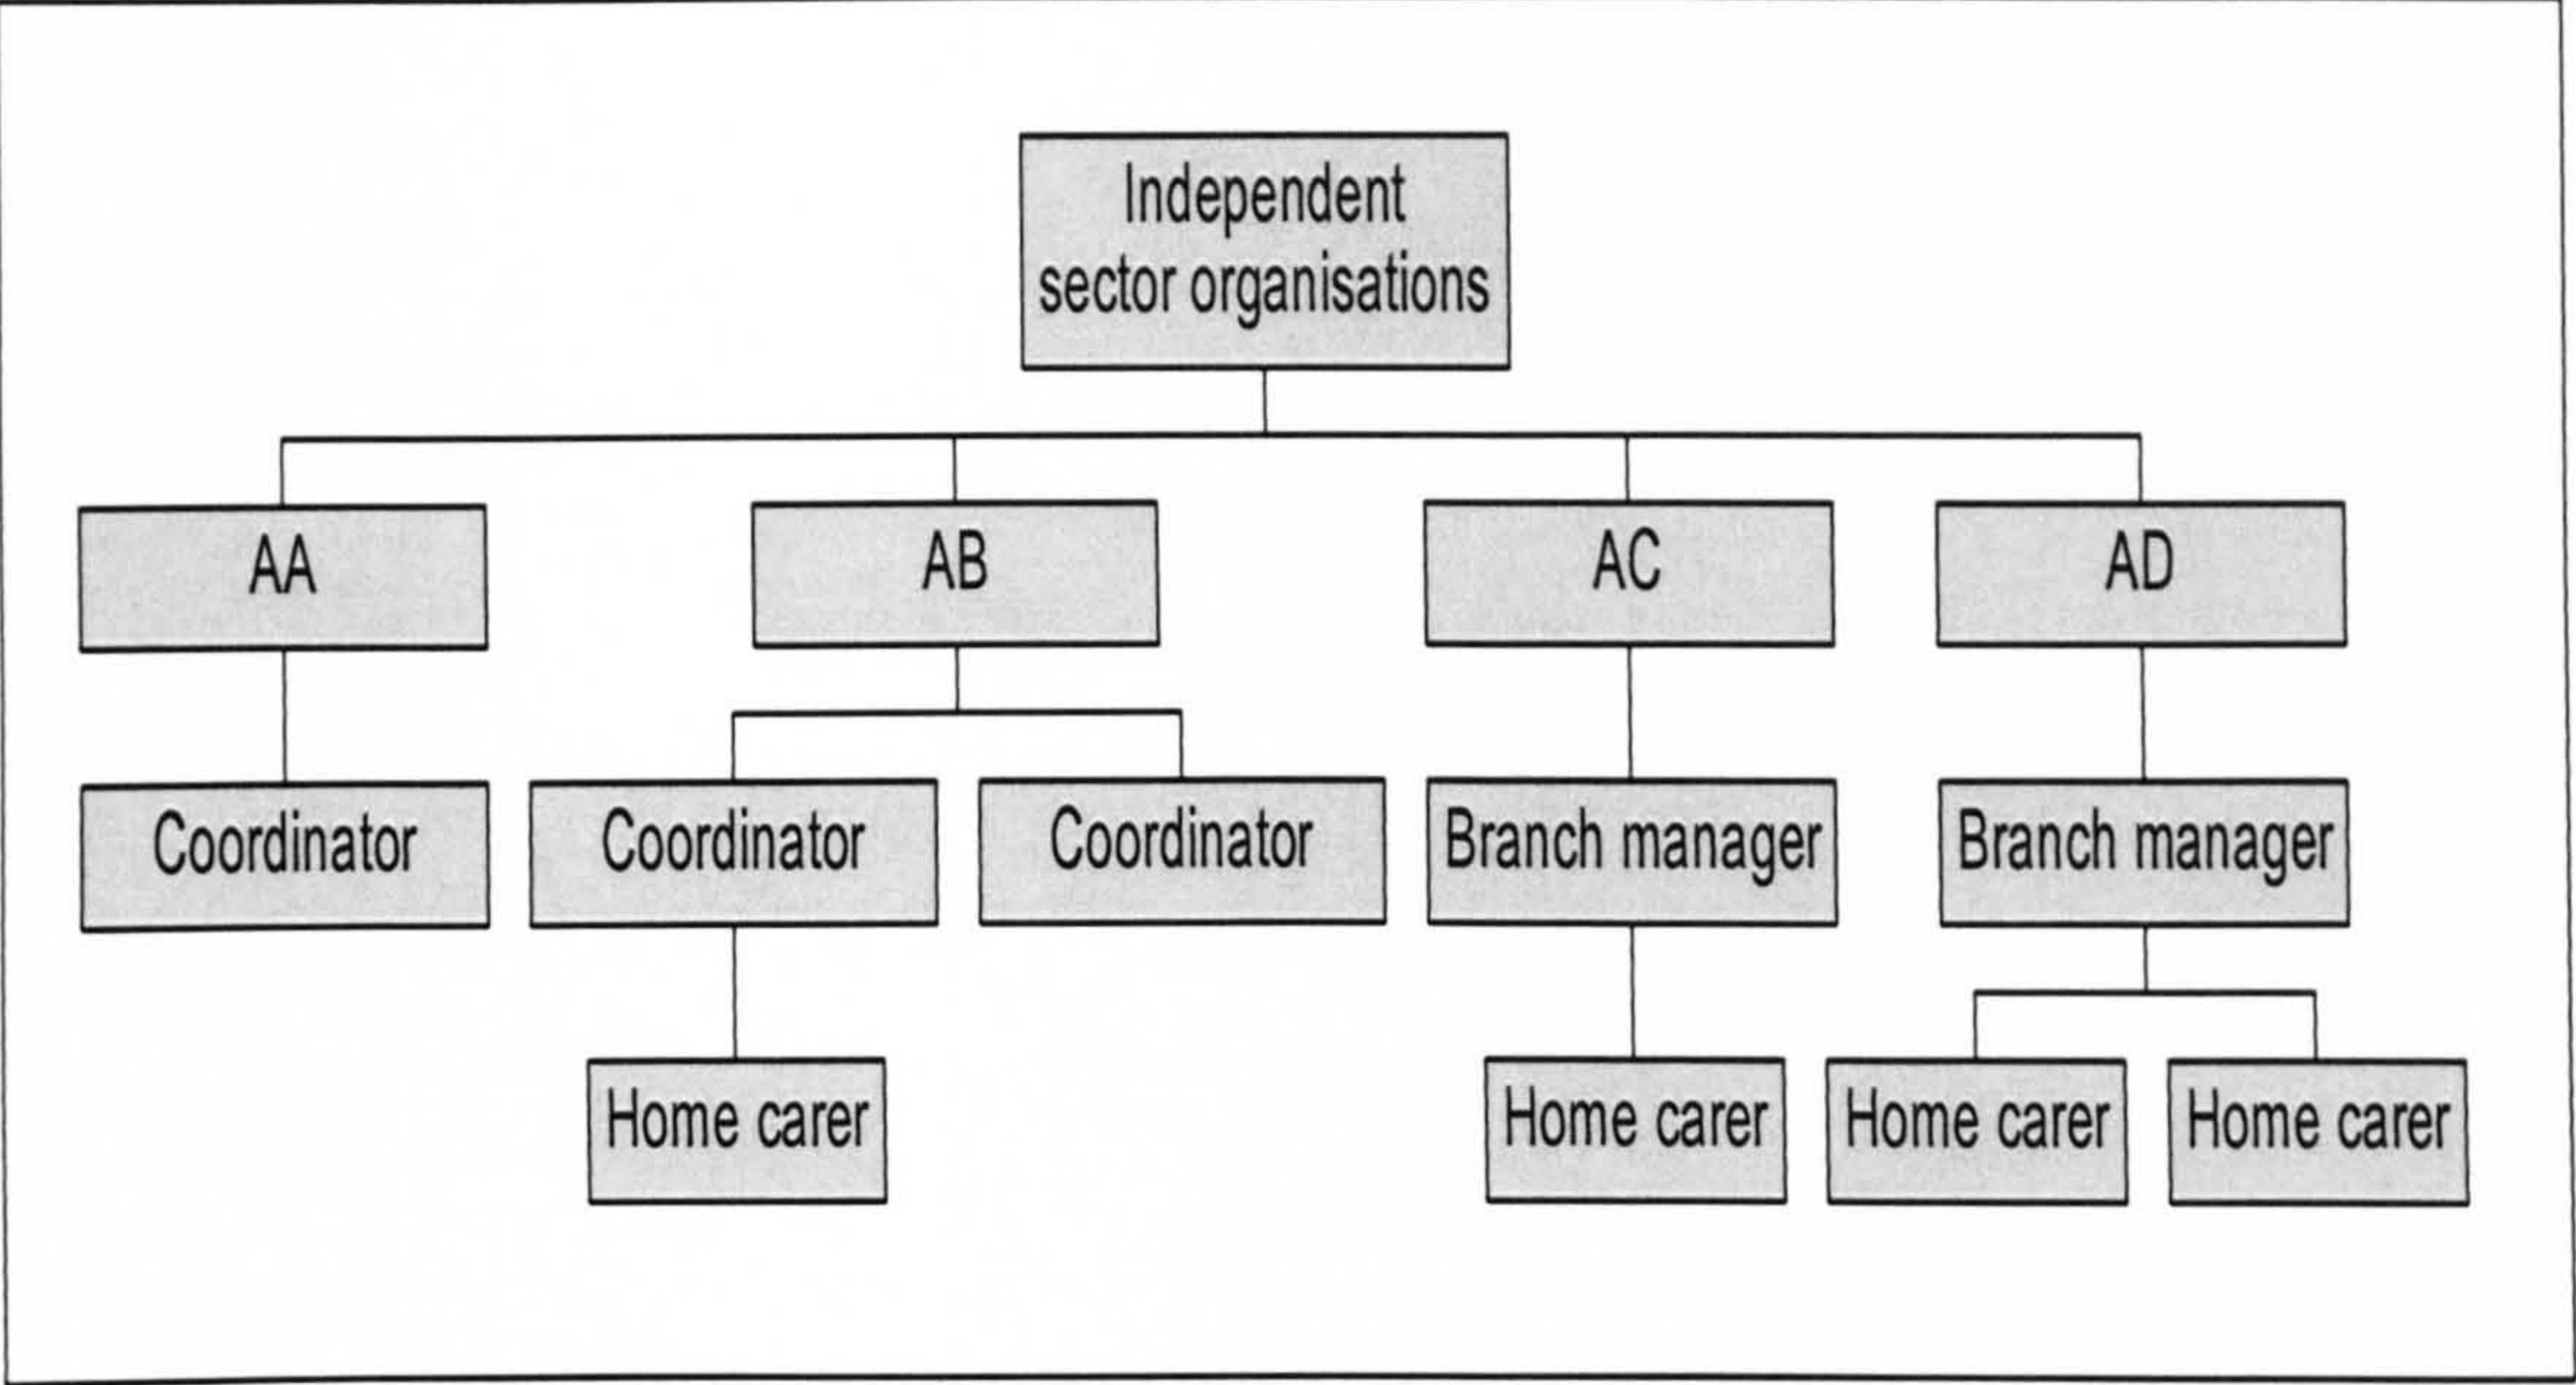 Independent
sector organisations
AA
AB
AC
AD
Coordinator
Coordinator
Coordinator
Branch manager
Branch manager
Home carer
Home carer
Home carer
Home carer